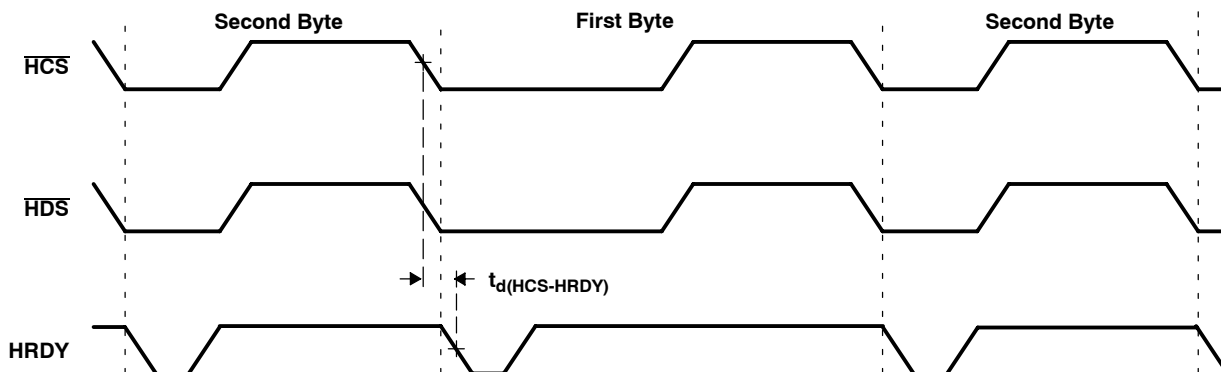 Second Byte First Byte Second Byte
HCS
HDS
td(HCS-HRDY)
HRDY